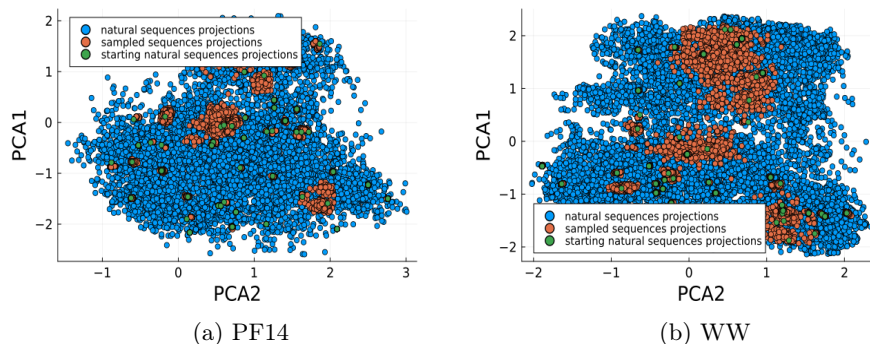 natural sequences projections
sampled sequences projections
starting natural sequences projections
PCA1
2
1
0
−1
−2
−1
0
1
2
3
PCA2
(a) PF14
PCA1
2
1
0
−1
−2
natural sequences projections
sampled sequences projections
starting natural sequences projections
−2
−1
0
1
2
PCA2
(b) WW